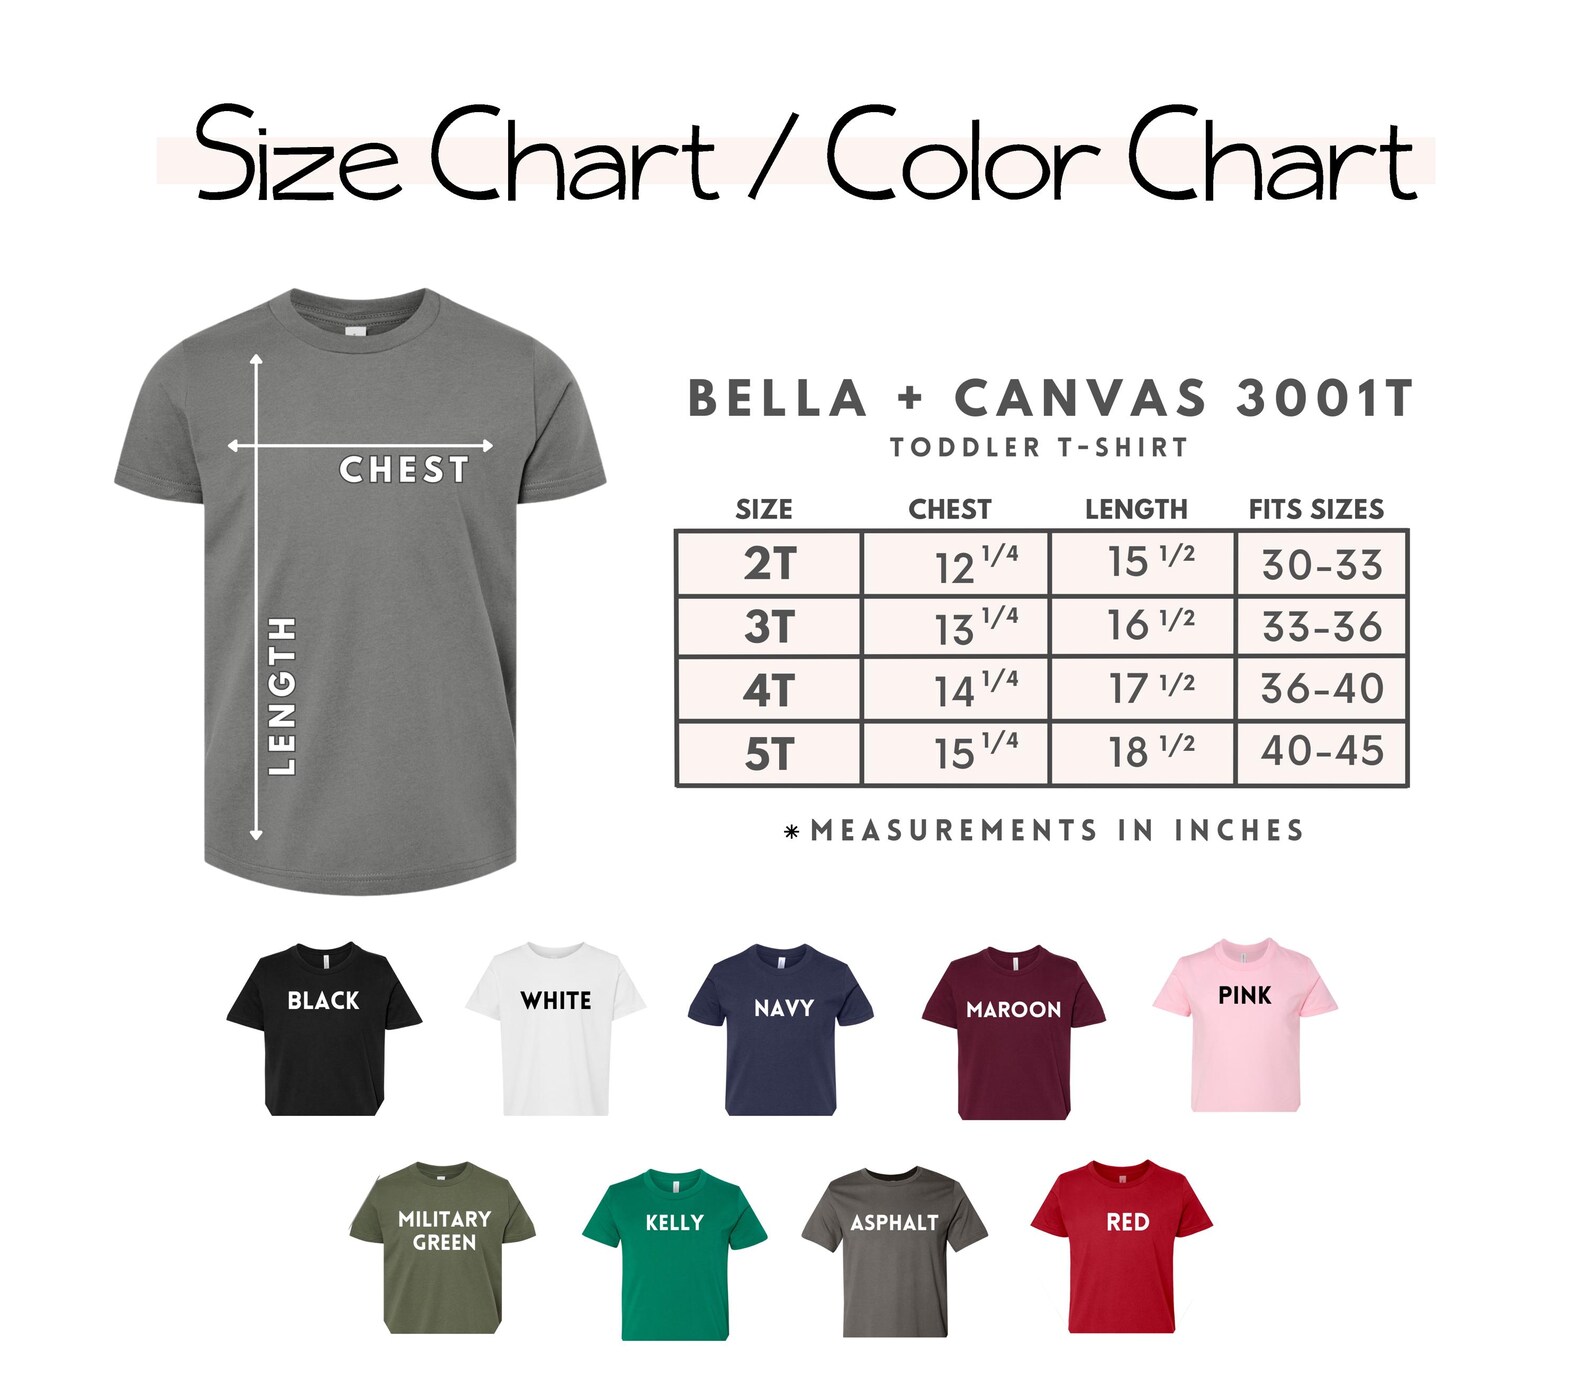 Size Chart / Color Chart
CHEST
LENGTH
BELLA + CANVAS 3001T
TODDLER T-SHIRT
SIZE CHEST LENGTH FITS SIZES
2T 12 1/4 15 1/2 30-33
3T 13 1/4 16 1/2 33-36
4T 14 1/4 17 1/2 36-40
5T 15 1/4 18 1/2 40-45
*MEASUREMENTS IN INCHES
BLACK WHITE NAVY MAROON PINK
MILITARY GREEN KELLY ASPHALT RED